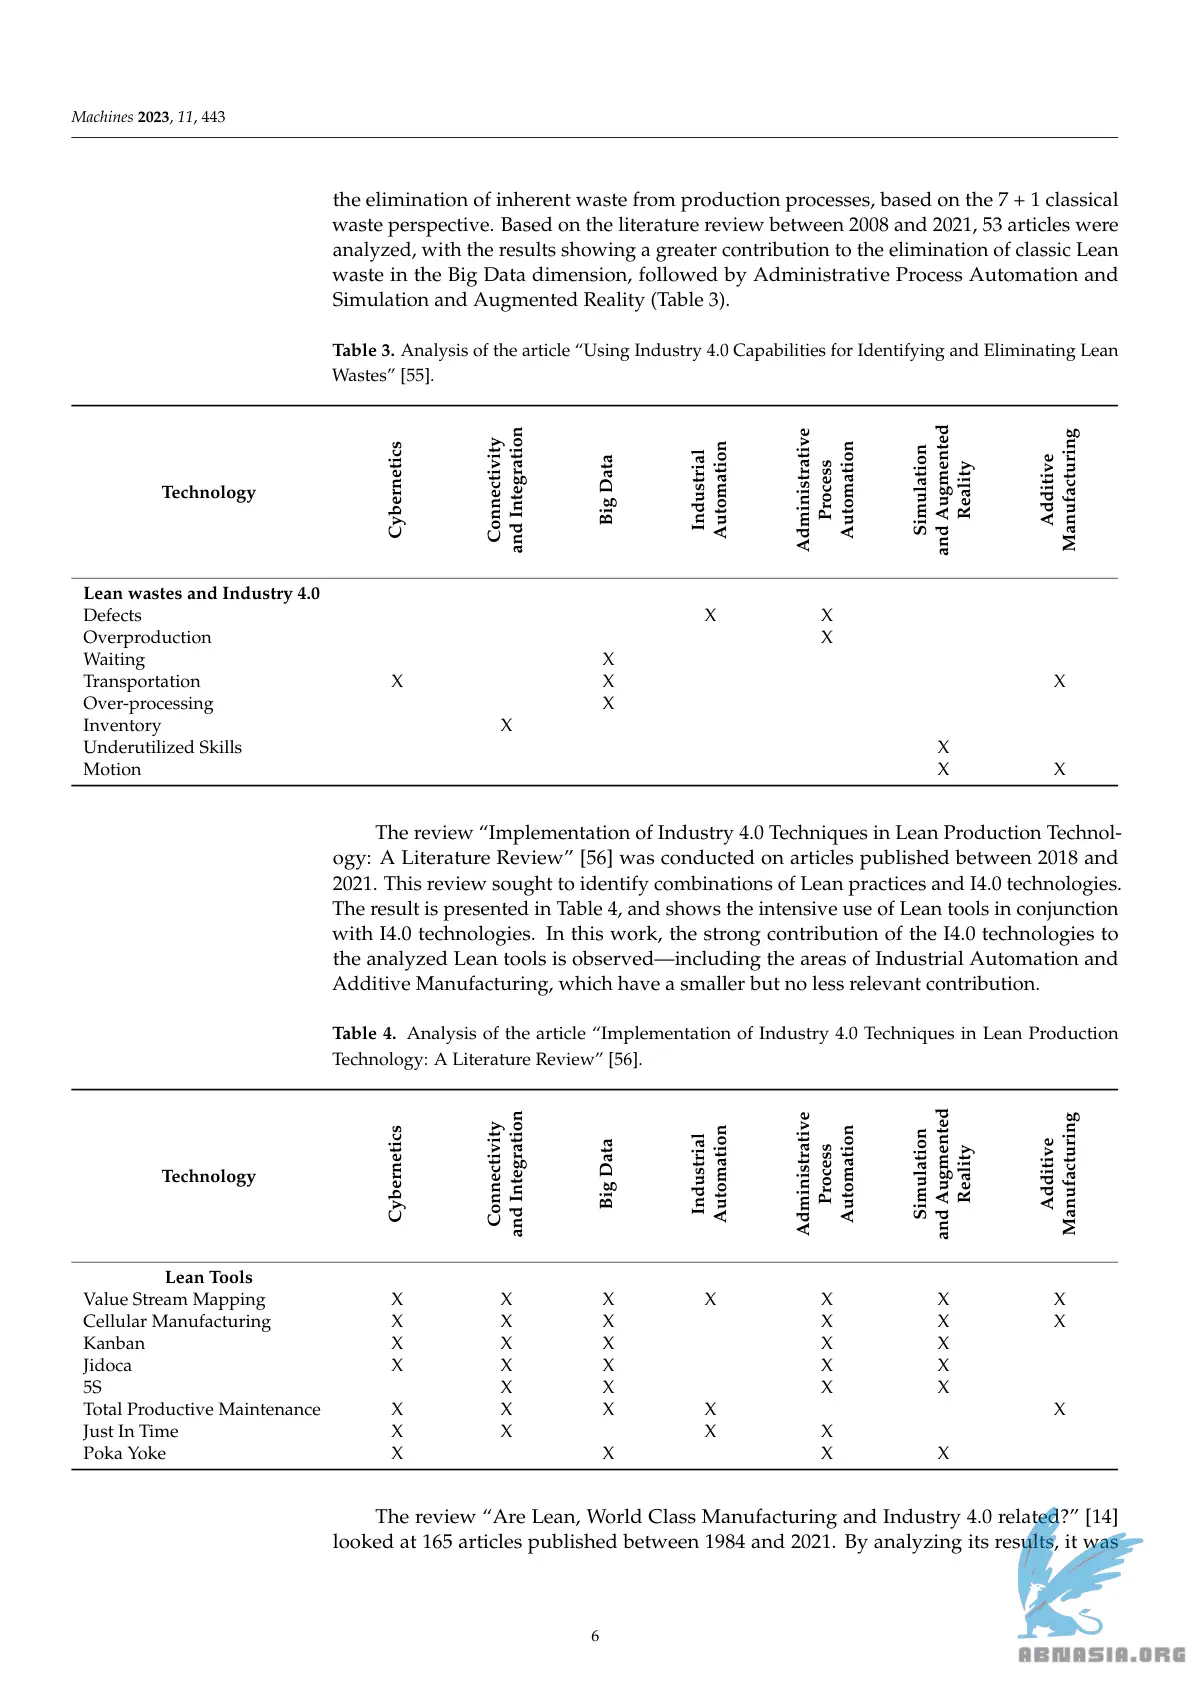 Machines 2023, 11, 443
the elimination of inherent waste from production processes, based on the 7 + 1 classical
waste perspective. Based on the literature review between 2008 and 2021, 53 articles were
analyzed, with the results showing a greater contribution to the elimination of classic Lean
waste in the Big Data dimension, followed by Administrative Process Automation and
Simulation and Augmented Reality (Table 3).
Table 3. Analysis of the article “Using Industry 4.0 Capabilities for Identifying and Eliminating Lean
Wastes” [55].
Technology
Cybernetics
Connectivity
and Integration
Big Data
Industrial
Automation
Administrative
Process
Automation
Simulation
and Augmented
Reality
Additive
Manufacturing
Lean wastes and Industry 4.0
Defects X X
Overproduction X
Waiting X
Transportation X X X
Over-processing X
Inventory X
Underutilized Skills X
Motion X X
The review “Implementation of Industry 4.0 Techniques in Lean Production Technol-
ogy: A Literature Review” [56] was conducted on articles published between 2018 and
2021. This review sought to identify combinations of Lean practices and I4.0 technologies.
The result is presented in Table 4, and shows the intensive use of Lean tools in conjunction
with I4.0 technologies. In this work, the strong contribution of the I4.0 technologies to
the analyzed Lean tools is observed—including the areas of Industrial Automation and
Additive Manufacturing, which have a smaller but no less relevant contribution.
Table 4. Analysis of the article “Implementation of Industry 4.0 Techniques in Lean Production
Technology: A Literature Review” [56].
Technology
Cybernetics
Connectivity
and Integration
Big Data
Industrial
Automation
Administrative
Process
Automation
Simulation
and Augmented
Reality
Additive
Manufacturing
Lean Tools
Value Stream Mapping X X X X X X X
Cellular Manufacturing X X X X X X
Kanban X X X X X
Jidoca X X X X X
5S X X X X
Total Productive Maintenance X X X X X
Just In Time X X X X
Poka Yoke X X X X
The review “Are Lean, World Class Manufacturing and Industry 4.0 related?” [14]
looked at 165 articles published between 1984 and 2021. By analyzing its results, it was
6
ABNASIA.ORG